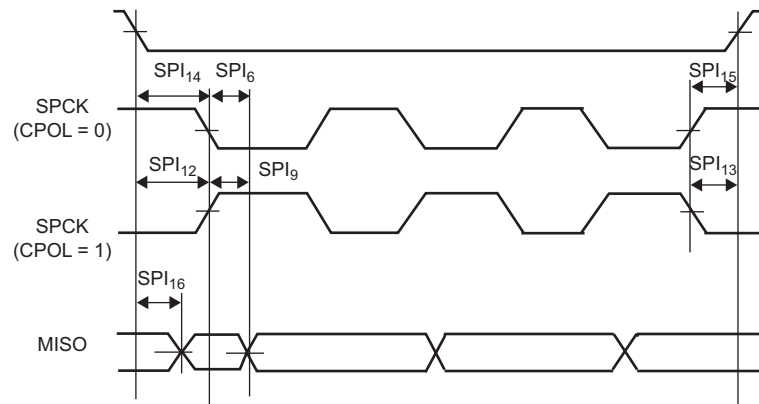 SPI14 SPI6 SPI15
SPCK
(CPOL = 0)
SPI12 SPI9 SPI13
SPCK
(CPOL = 1)
SPI16
MISO